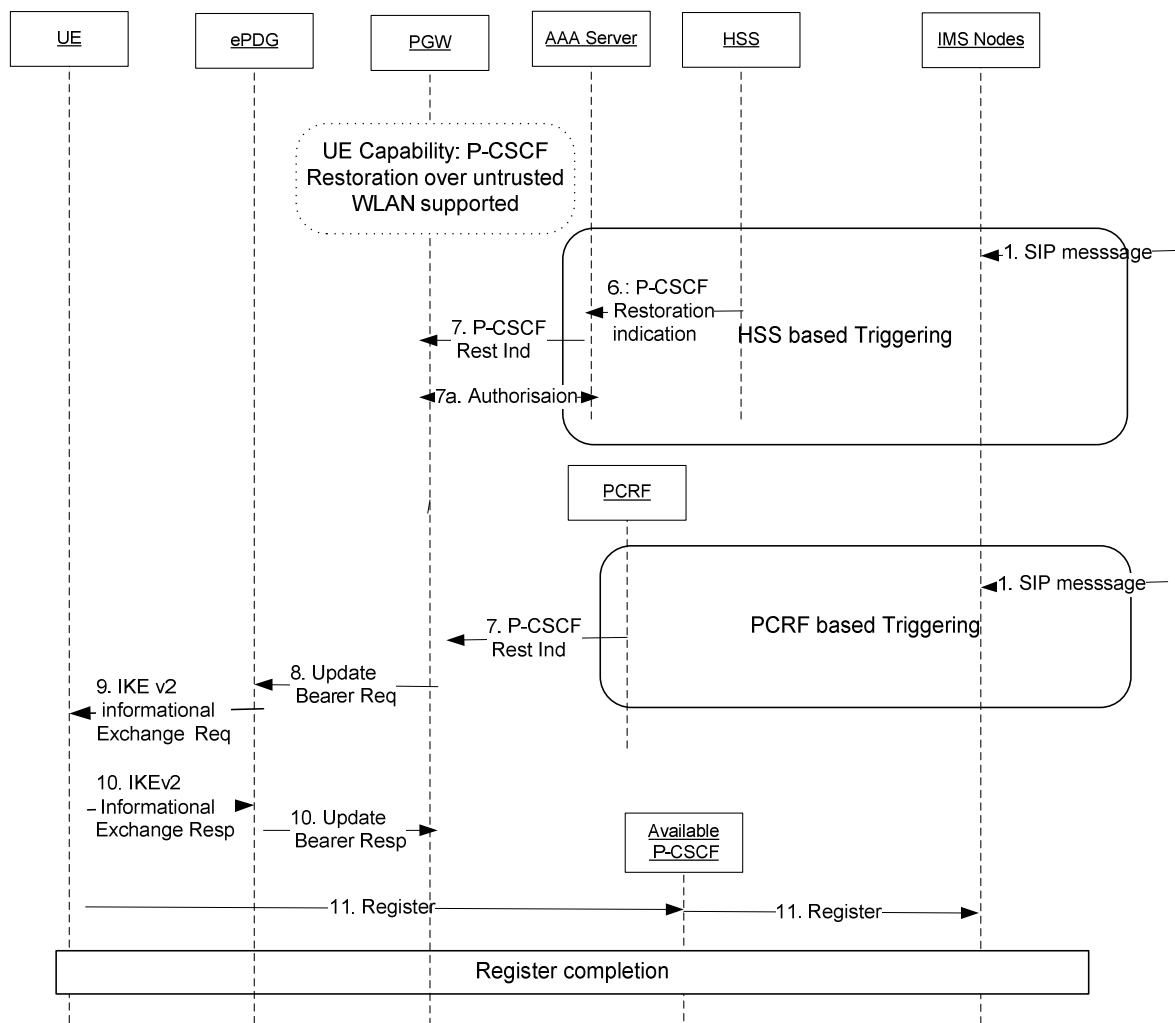 UE
ePDG
PGW
AAA Server
HSS
IMS Nodes
UE Capability: P-CSCF
Restoration over untrusted
WLAN supported
1. SIP messsage
6.: P-CSCF
Restoration
indication
7. P-CSCF
Rest Ind
HSS based Triggering
7a. Authorisaion
PCRF
1. SIP messsage
7. P-CSCF
Rest Ind
PCRF based Triggering
8. Update
Bearer Req
9. IKE v2
informational
Exchange Req
10. IKEv2
Informational
Exchange Resp
10. Update
Bearer Resp
Available
P-CSCF
11. Register
11. Register
Register completion